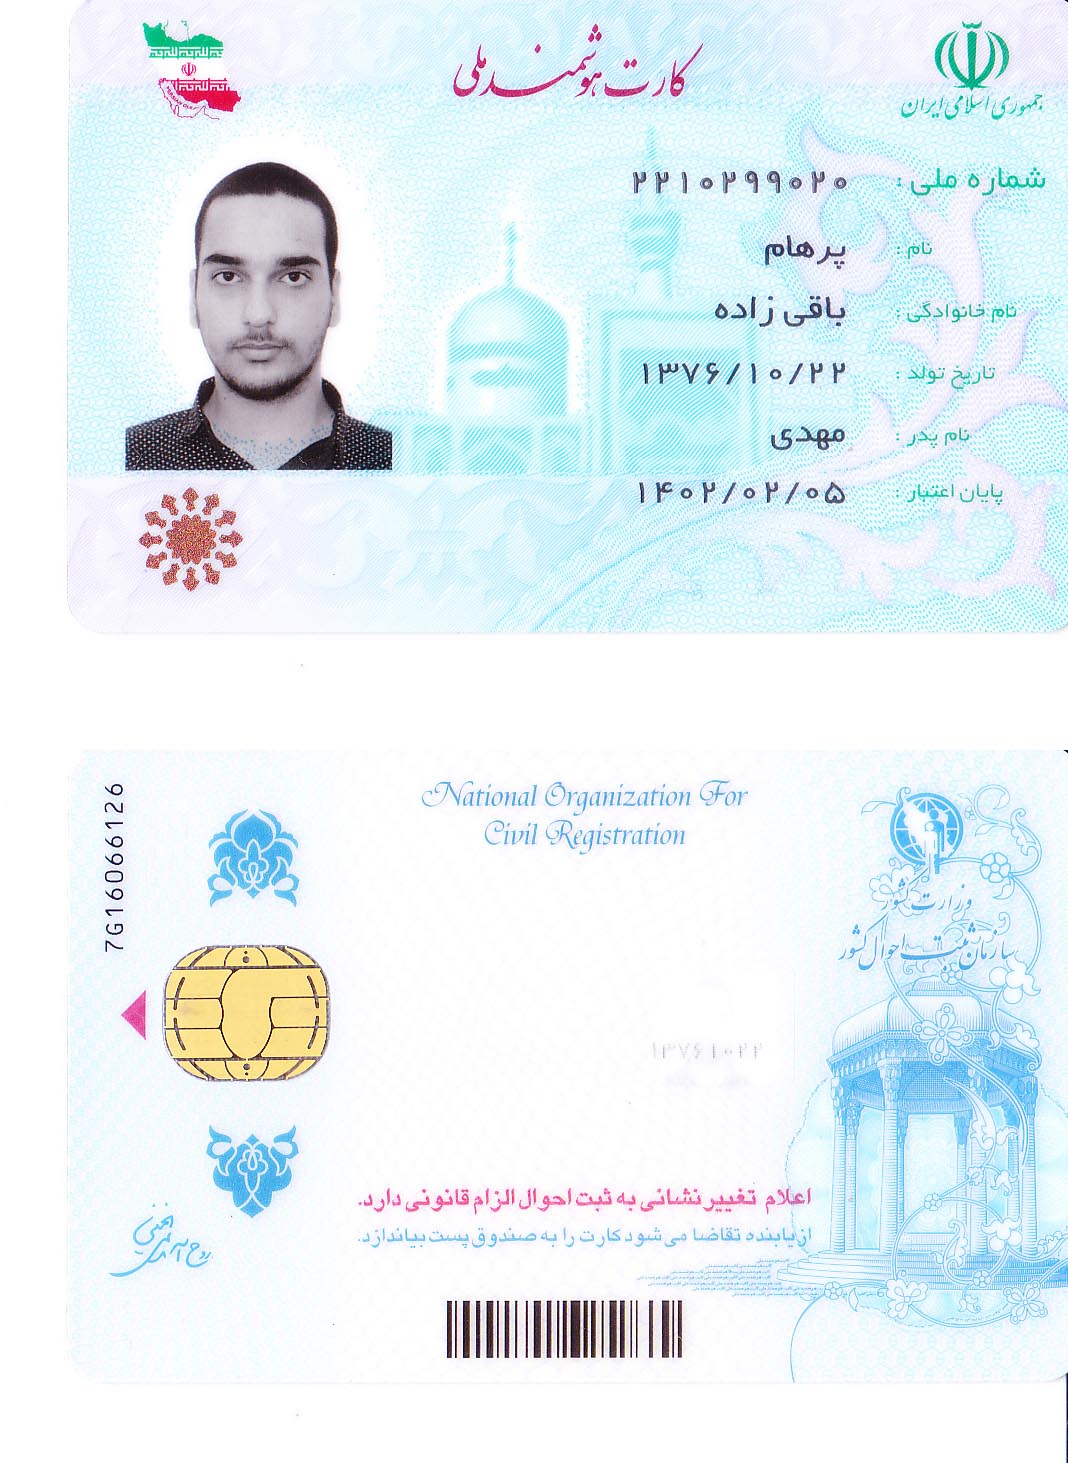 جمهوری اسلامی ایران
کارت هوشمند ملی
شماره ملی : ۲۲۱۰۲۹۹۰۲۰
نام : پرهام
نام خانوادگی : باقی زاده
تاریخ تولد : ۱۳۷۶/۱۰/۲۲
نام پدر : مهدی
پایان اعتبار : ۱۴۰۲/۰۲/۰۵
7G16066126
National Organization For
Civil Registration
وزارت کشور
سازمان ثبت احوال کشور
۱۳۷۶۱۰۲۲
اعلام تغییر نشانی به ثبت احوال الزام قانونی دارد.
از یابنده تقاضا می شود کارت را به صندوق پست بیاندازد.